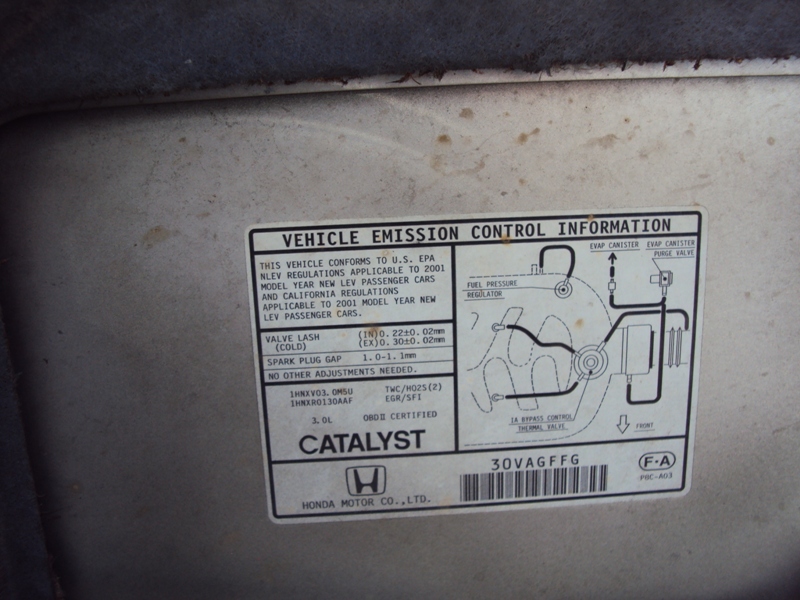 VEHICLE EMISSION CONTROL INFORMATION
THIS VEHICLE CONFORMS TO U.S. EPA
NLEV REGULATIONS APPLICABLE TO 2001
MODEL YEAR NEW LEV PASSENGER CARS
AND CALIFORNIA REGULATIONS
APPLICABLE TO 2001 MODEL YEAR NEW
LEV PASSENGER CARS.
VALVE LASH (IN)0.22±0.02mm
(COLD) (EX)0.30±0.02mm
SPARK PLUG GAP 1.0-1.1mm
NO OTHER ADJUSTMENTS NEEDED.
1HNXV03.0M5U TWC/HO2S(2)
1HNXR0130AAF EGR/SFI
3.0L OBDⅡ CERTIFIED
CATALYST
EVAP CANISTER
EVAP CANISTER
PURGE VALVE
FUEL PRESSURE
REGULATOR
IA BYPASS CONTROL
THERMAL VALVE
FRONT
HONDA MOTOR CO.,LTD.
30VAGFFG
F-A
P8C-A03